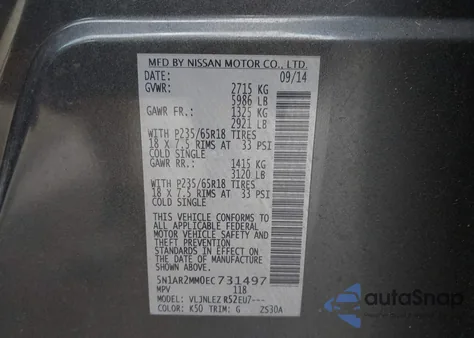 MFD BY NISSAN MOTOR CO., LTD.
DATE: 09/14
GVWR: 2715 KG
5986 LB
GAWR FR.: 1325 KG
2921 LB
WITH P235/65R18 TIRES
18 X 7.5 RIMS AT 33 PSI
COLD SINGLE
GAWR RR.: 1415 KG
3120 LB
WITH P235/65R18 TIRES
18 X 7.5 RIMS AT 33 PSI
COLD SINGLE
THIS VEHICLE CONFORMS TO
ALL APPLICABLE FEDERAL
MOTOR VEHICLE SAFETY AND
THEFT PREVENTION
STANDARDS IN EFFECT ON
THE DATE OF MANUFACTURE
SHOWN ABOVE.
5N1AR2MM0EC731497
MPV 118
MODEL: VLJNLEZ R52EU7---
COLOR: K50 TRIM: G ZS30A
autoSnap